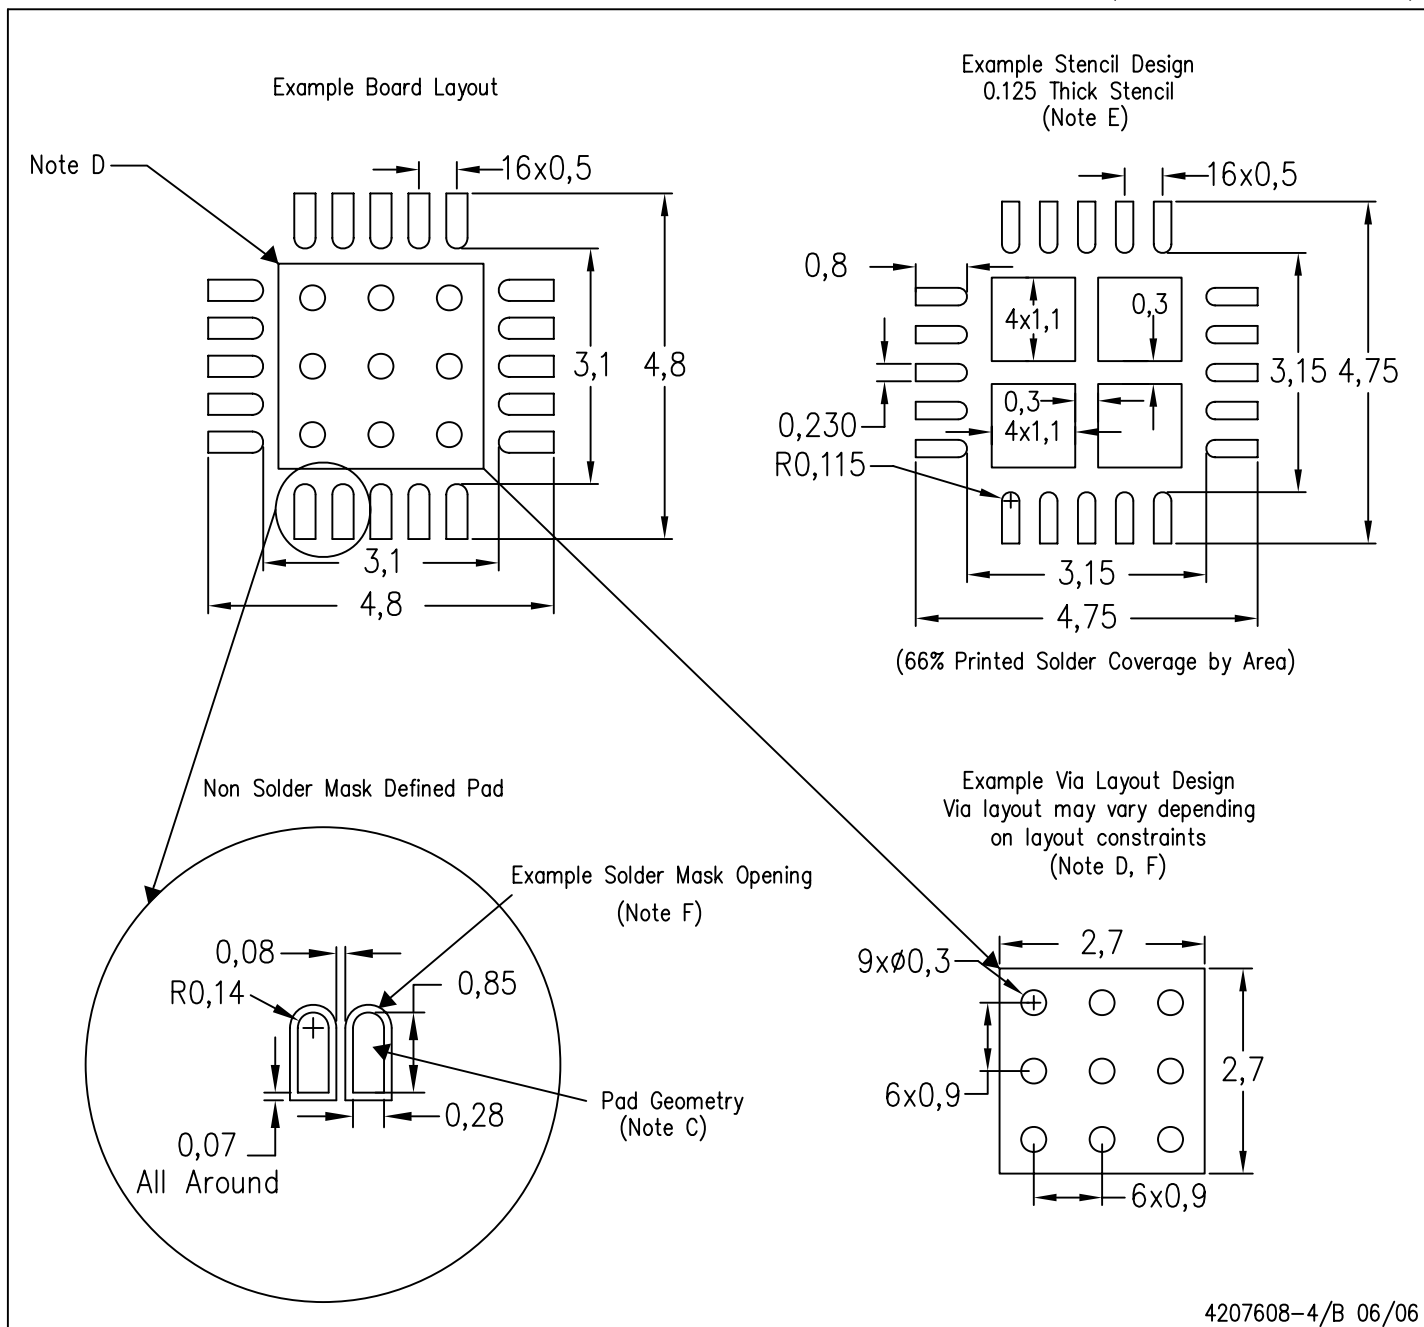 Example Board Layout
Note D
16x0,5
3,1
4,8
3,1
4,8
Example Stencil Design
0.125 Thick Stencil
(Note E)
16x0,5
0,8
4x1,1
0,3
3,15
4,75
0,3
4x1,1
0,230
R0,115
3,15
4,75
(66% Printed Solder Coverage by Area)
Non Solder Mask Defined Pad
Example Solder Mask Opening
(Note F)
0,08
R0,14
0,85
Pad Geometry
(Note C)
0,28
0,07
All Around
Example Via Layout Design
Via layout may vary depending
on layout constraints
(Note D, F)
2,7
9xø0,3
2,7
6x0,9
6x0,9
4207608-4/B 06/06